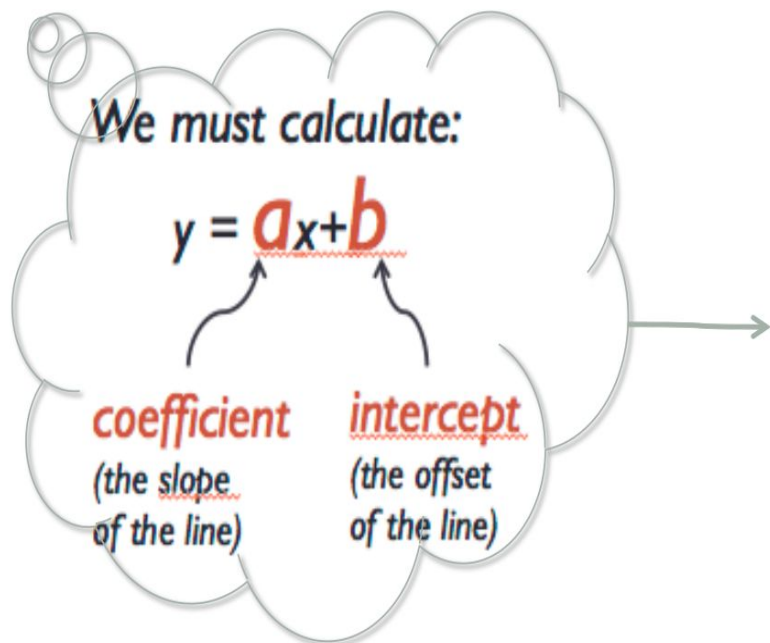 We must calculate:
y = ax+b
coefficient
(the slope
of the line)
intercept
(the offset
of the line)